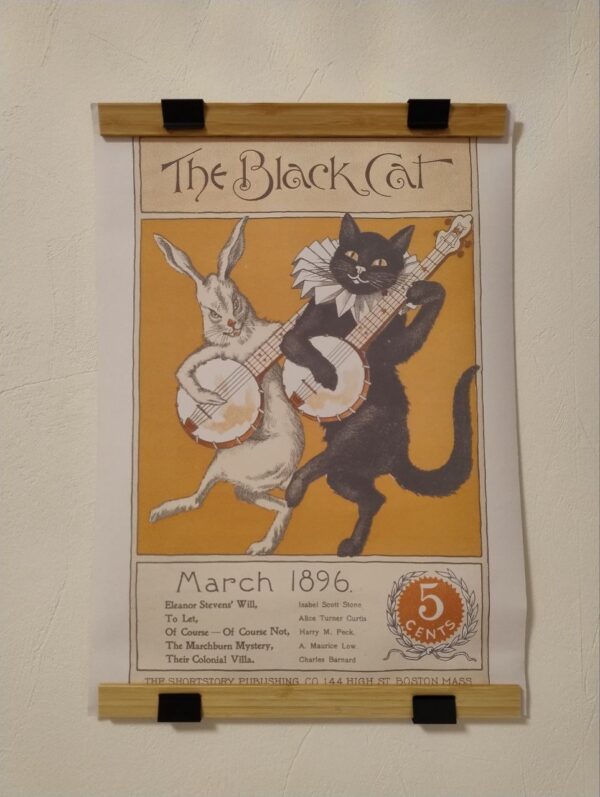 The Black Cat
March 1896.
Eleanor Stevens' Will, Isabel Scott Stone.
To Let, Alice Turner Curtis
Of Course — Of Course Not, Harry M. Peck.
The Marchburn Mystery, A. Maurice Low.
Their Colonial Villa. Charles Barnard
5
CENTS
THE SHORTSTORY PUBLISHING CO. 144 HIGH ST. BOSTON MASS